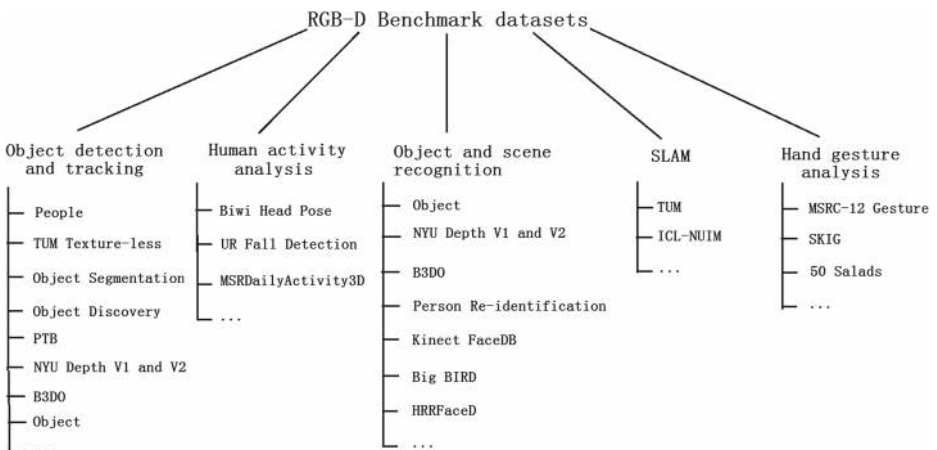 RGB-D Benchmark datasets
Object detection
and tracking
People
TUM Texture-less
Object Segmentation
Object Discovery
PTB
NYU Depth V1 and V2
B3DO
Object
Human activity
analysis
Biwi Head Pose
UR Fall Detection
MSRDailyActivity3D
...
Object and scene
recognition
Object
NYU Depth V1 and V2
B3DO
Person Re-identification
Kinect FaceDB
Big BIRD
HRRFaceD
...
SLAM
TUM
ICL-NUIM
...
Hand gesture
analysis
MSRC-12 Gesture
SKIG
50 Salads
...